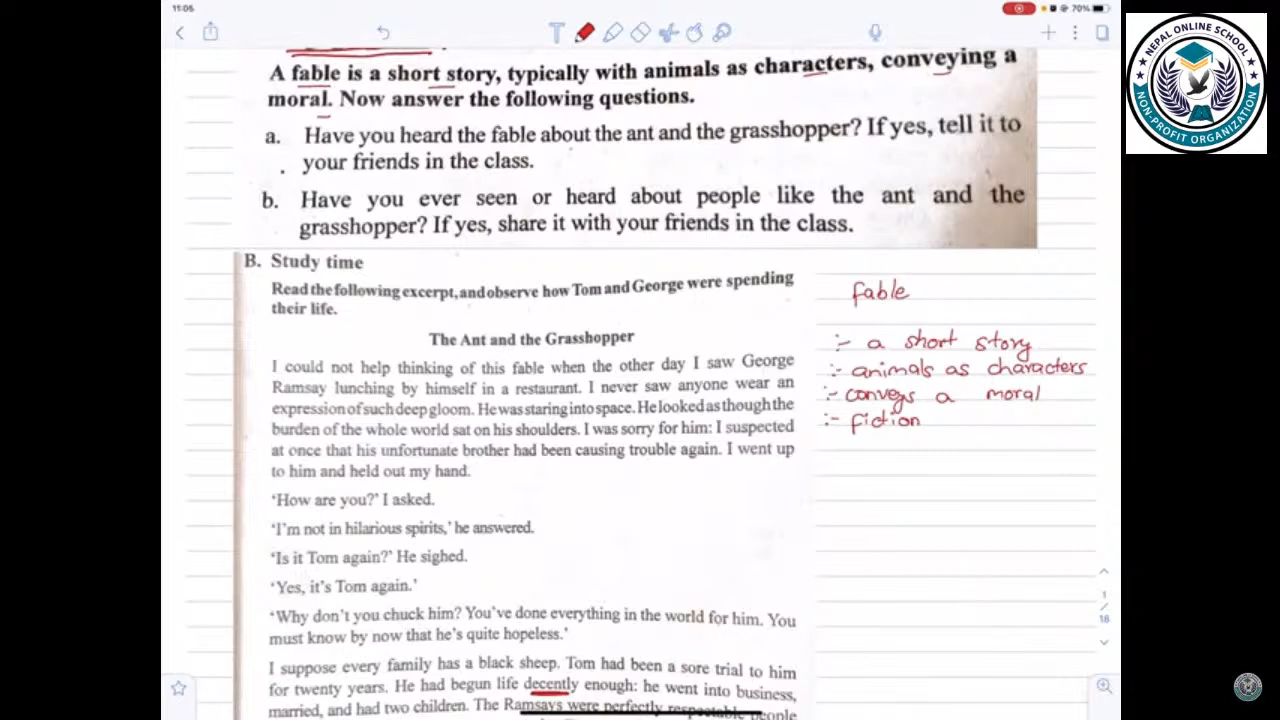 11:05
70%
NEPAL ONLINE SCHOOL
NON-PROFIT ORGANIZATION
A fable is a short story, typically with animals as characters, conveying a
moral. Now answer the following questions.
a. Have you heard the fable about the ant and the grasshopper? If yes, tell it to
your friends in the class.
b. Have you ever seen or heard about people like the ant and the
grasshopper? If yes, share it with your friends in the class.
B. Study time
Read the following excerpt, and observe how Tom and George were spending
their life.
The Ant and the Grasshopper
I could not help thinking of this fable when the other day I saw George
Ramsay lunching by himself in a restaurant. I never saw anyone wear an
expression of such deep gloom. He was staring into space. He looked as though the
burden of the whole world sat on his shoulders. I was sorry for him: I suspected
at once that his unfortunate brother had been causing trouble again. I went up
to him and held out my hand.
'How are you?' I asked.
'I'm not in hilarious spirits,' he answered.
'Is it Tom again?' He sighed.
'Yes, it's Tom again.'
'Why don't you chuck him? You've done everything in the world for him. You
must know by now that he's quite hopeless.'
I suppose every family has a black sheep. Tom had been a sore trial to him
for twenty years. He had begun life decently enough: he went into business,
married, and had two children. The Ramsays were perfectly respectable people
fable
:- a short story
:- animals as characters
:- conveys a moral
:- fiction
1
/
18